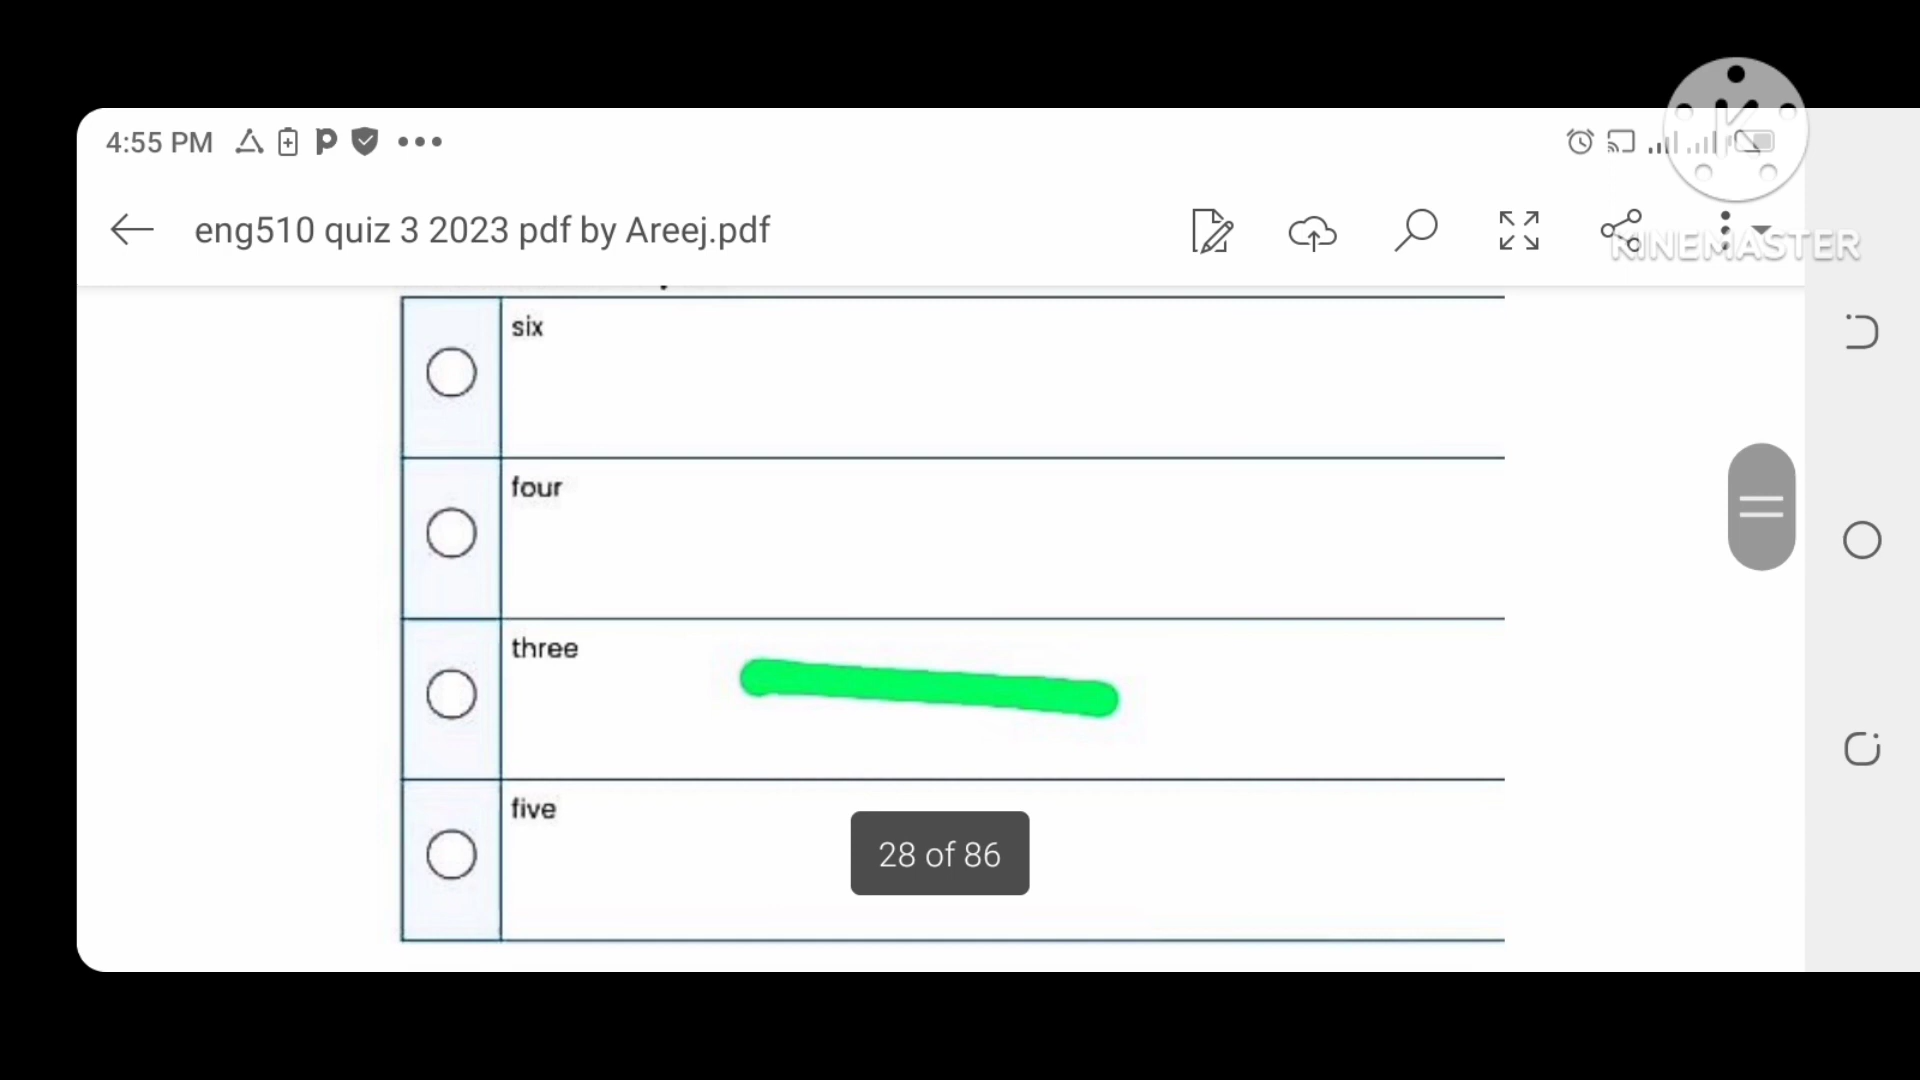 4:55 PM
eng510 quiz 3 2023 pdf by Areej.pdf
KINEMASTER
six
four
three
five
28 of 86